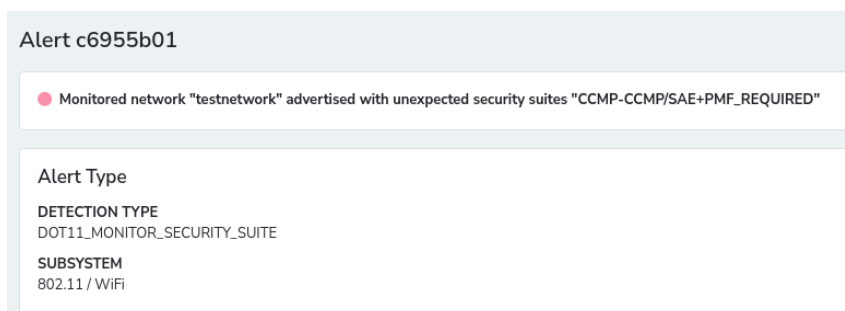 Alert c6955b01
Monitored network "testnetwork" advertised with unexpected security suites "CCMP-CCMP/SAE+PMF_REQUIRED"
Alert Type
DETECTION TYPE
DOT11_MONITOR_SECURITY_SUITE
SUBSYSTEM
802.11 / WiFi